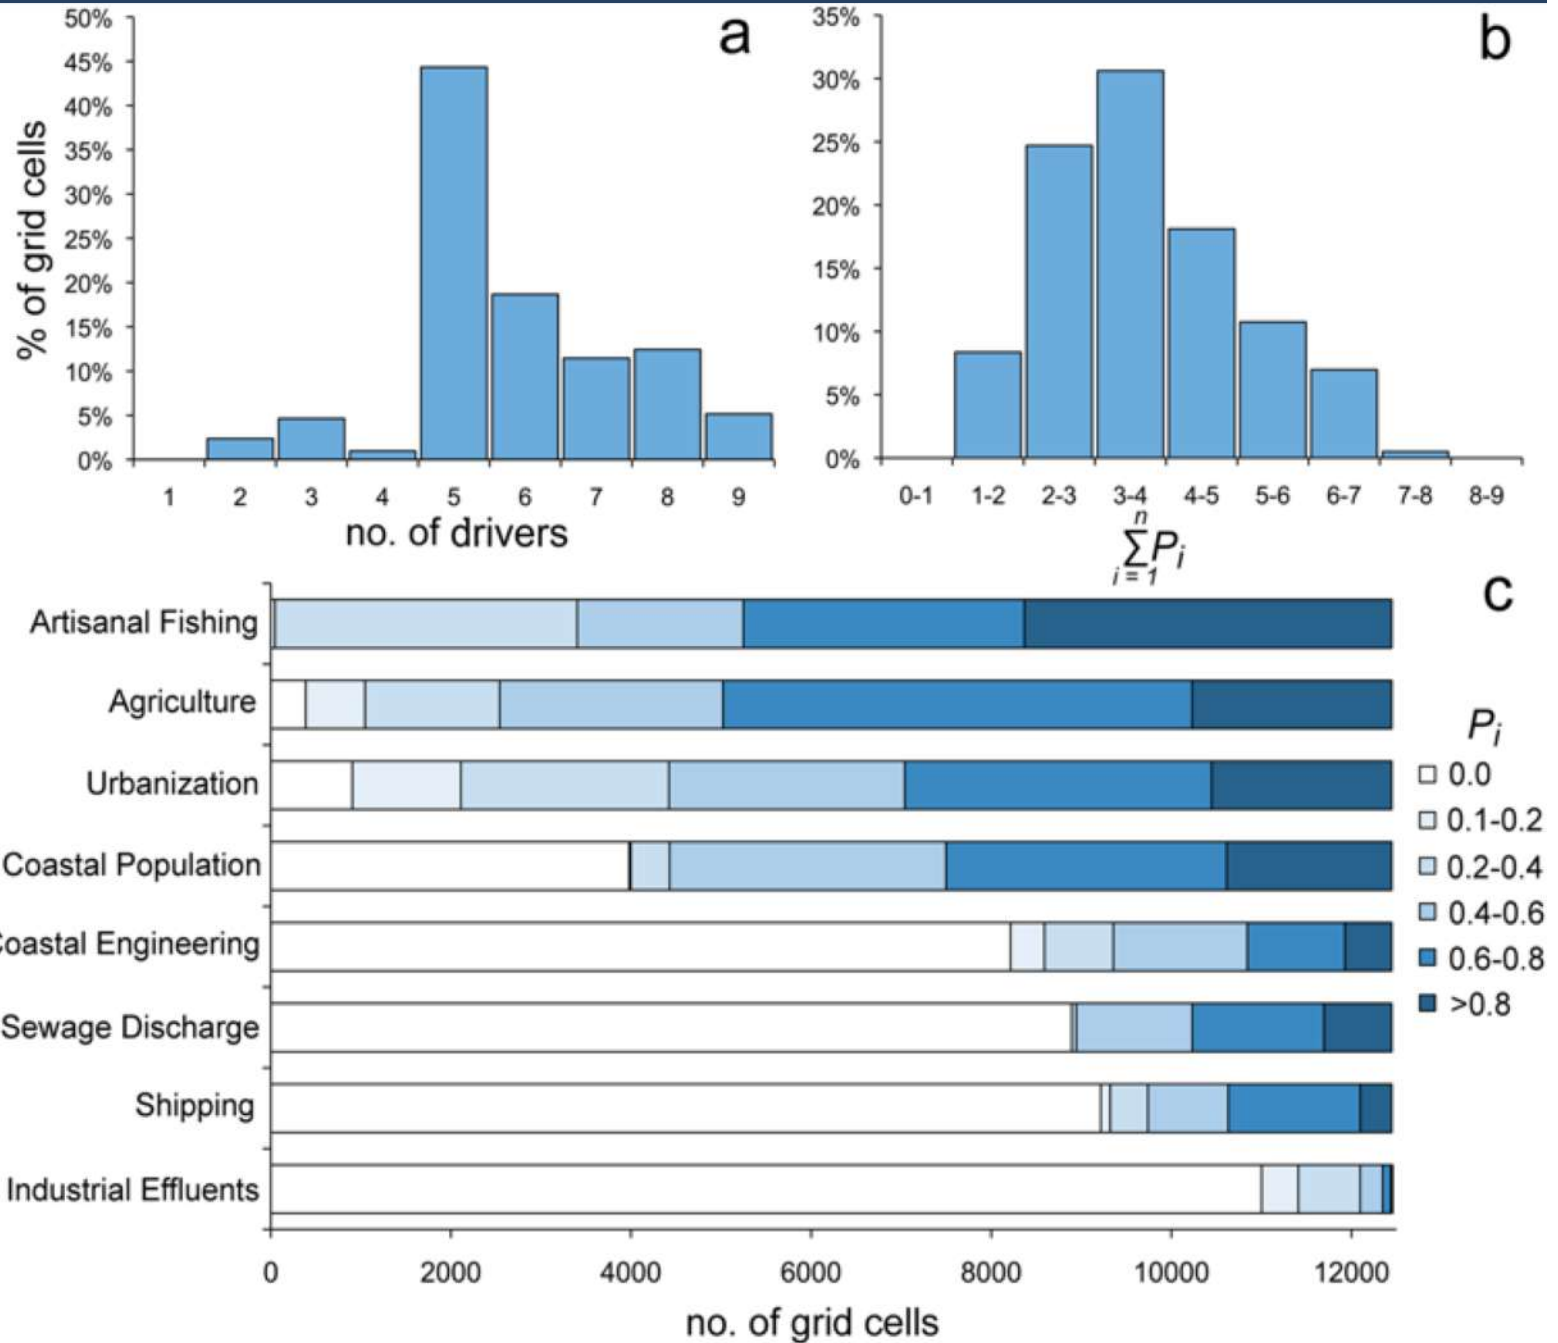 a
50%
45%
40%
35%
30%
25%
20%
15%
10%
5%
0%
% of grid cells
1 2 3 4 5 6 7 8 9
no. of drivers
b
35%
30%
25%
20%
15%
10%
5%
0%
0-1 1-2 2-3 3-4 4-5 5-6 6-7 7-8 8-9
n
∑Pi
i = 1
c
Artisanal Fishing
Agriculture
Urbanization
Coastal Population
Coastal Engineering
Sewage Discharge
Shipping
Industrial Effluents
0 2000 4000 6000 8000 10000 12000
no. of grid cells
Pi
0.0
0.1-0.2
0.2-0.4
0.4-0.6
0.6-0.8
>0.8